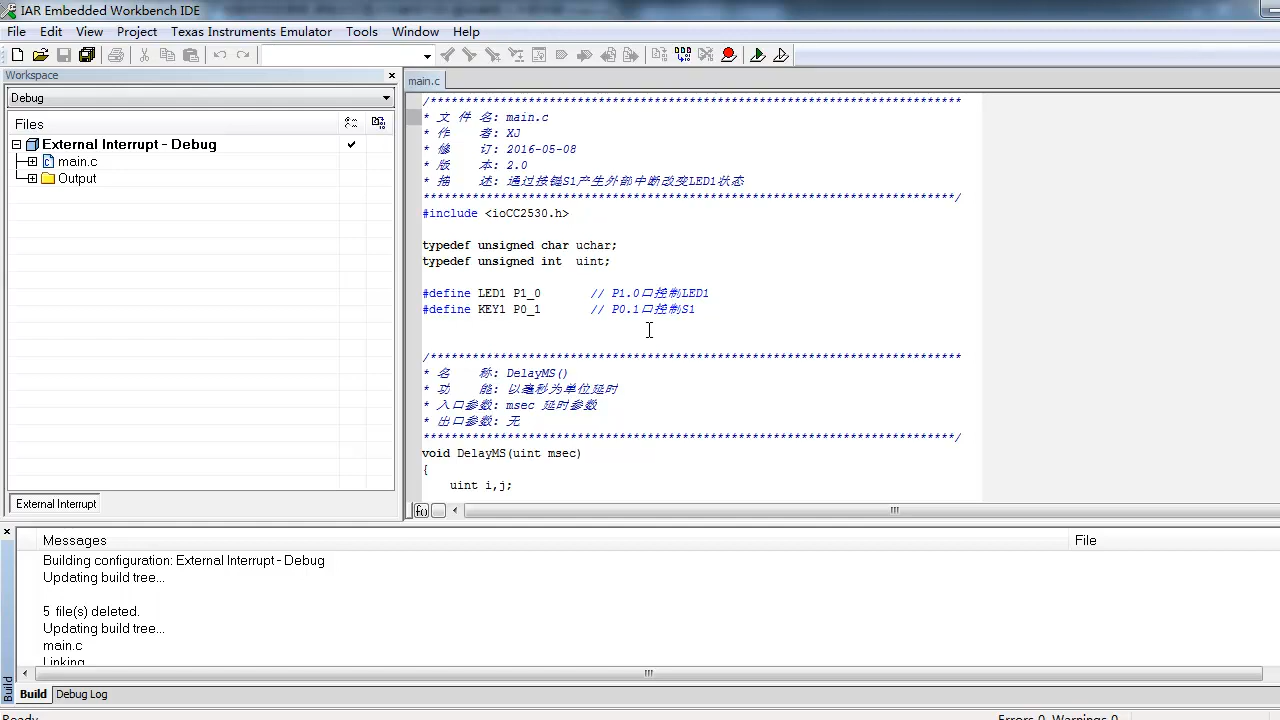 IAR Embedded Workbench IDE
File Edit View Project Texas Instruments Emulator Tools Window Help
Workspace
main.c
Debug
Files
External Interrupt - Debug
main.c
Output
External Interrupt
/***************************************************************************
* 文 件 名: main.c
* 作    者: XJ
* 修    订: 2016-05-08
* 版    本: 2.0
* 描    述: 通过按键S1产生外部中断改变LED1状态
****************************************************************************/
#include <ioCC2530.h>
typedef unsigned char uchar;
typedef unsigned int  uint;
#define LED1 P1_0       // P1.0口控制LED1
#define KEY1 P0_1       // P0.1口控制S1
/****************************************************************************
* 名    称: DelayMS()
* 功    能: 以毫秒为单位延时
* 入口参数: msec 延时参数
* 出口参数: 无
****************************************************************************/
void DelayMS(uint msec)
{
    uint i,j;
Messages File
Building configuration: External Interrupt - Debug
Updating build tree...
5 file(s) deleted.
Updating build tree...
main.c
Linking
Build
Build Debug Log
Ready
Errors 0, Warnings 0